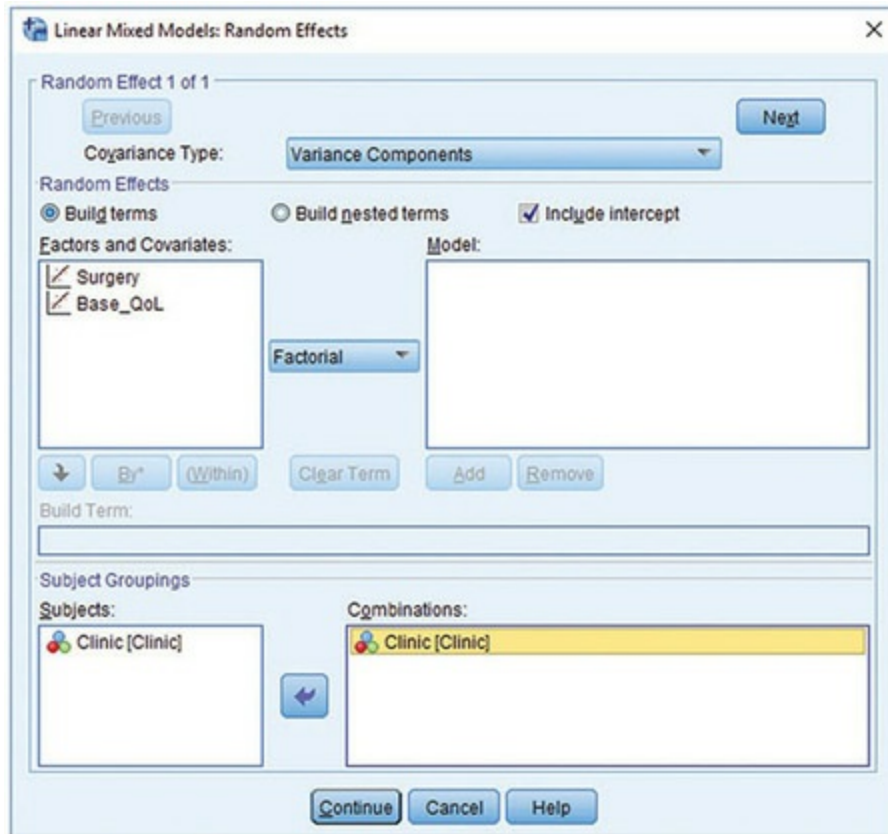 Linear Mixed Models: Random Effects
Random Effect 1 of 1
Previous
Next
Covariance Type:
Variance Components
Random Effects
Build terms
Build nested terms
Include intercept
Factors and Covariates:
Model:
Surgery
Base_QoL
Factorial
By*
(Within)
Clear Term
Add
Remove
Build Term:
Subject Groupings
Subjects:
Combinations:
Clinic [Clinic]
Clinic [Clinic]
Continue
Cancel
Help